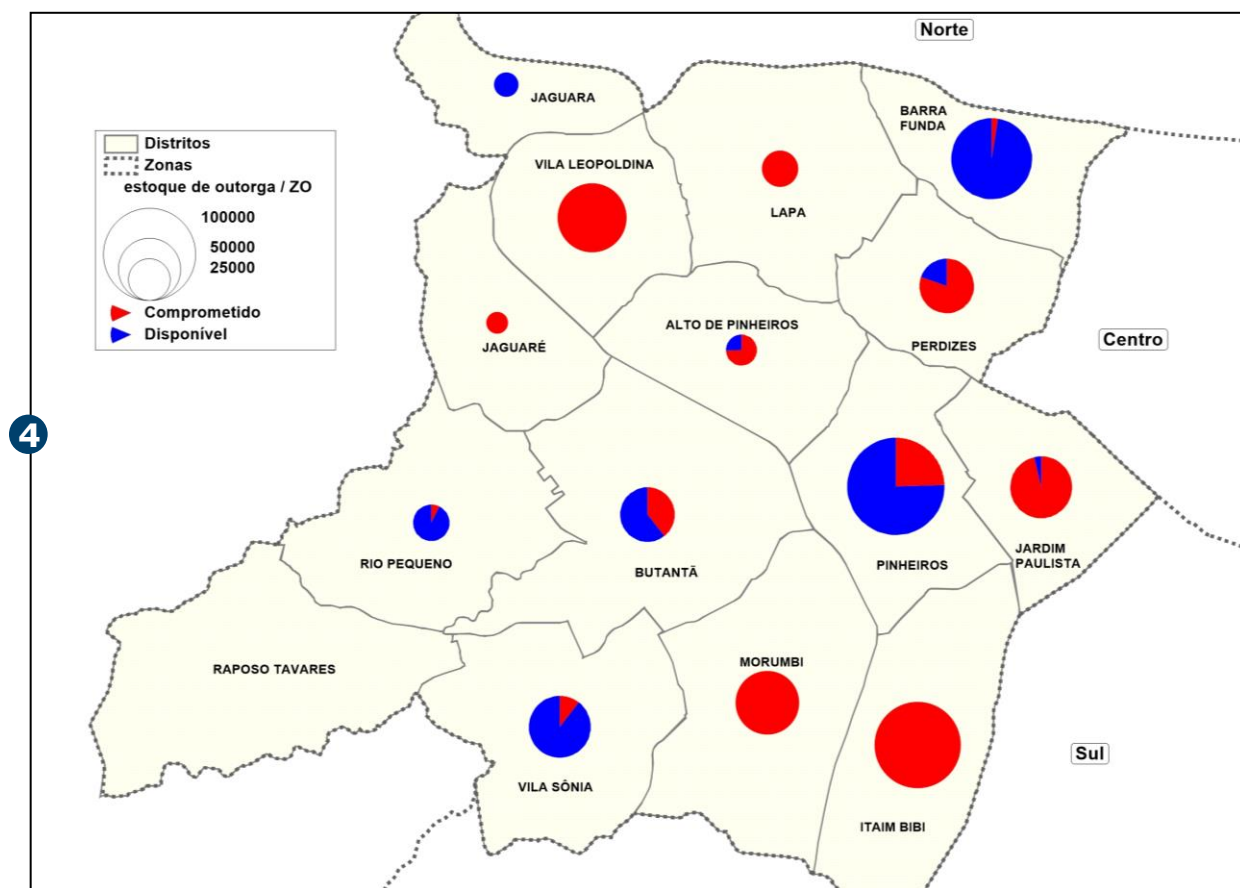 Norte
JAGUARA
BARRA
FUNDA
Distritos
Zonas
estoque de outorga / ZO
100000
50000
25000
Comprometido
Disponível
VILA LEOPOLDINA
LAPA
JAGUARÉ
ALTO DE PINHEIROS
PERDIZES
Centro
4
RIO PEQUENO
BUTANTÃ
PINHEIROS
JARDIM
PAULISTA
RAPOSO TAVARES
MORUMBI
VILA SÔNIA
ITAIM BIBI
Sul